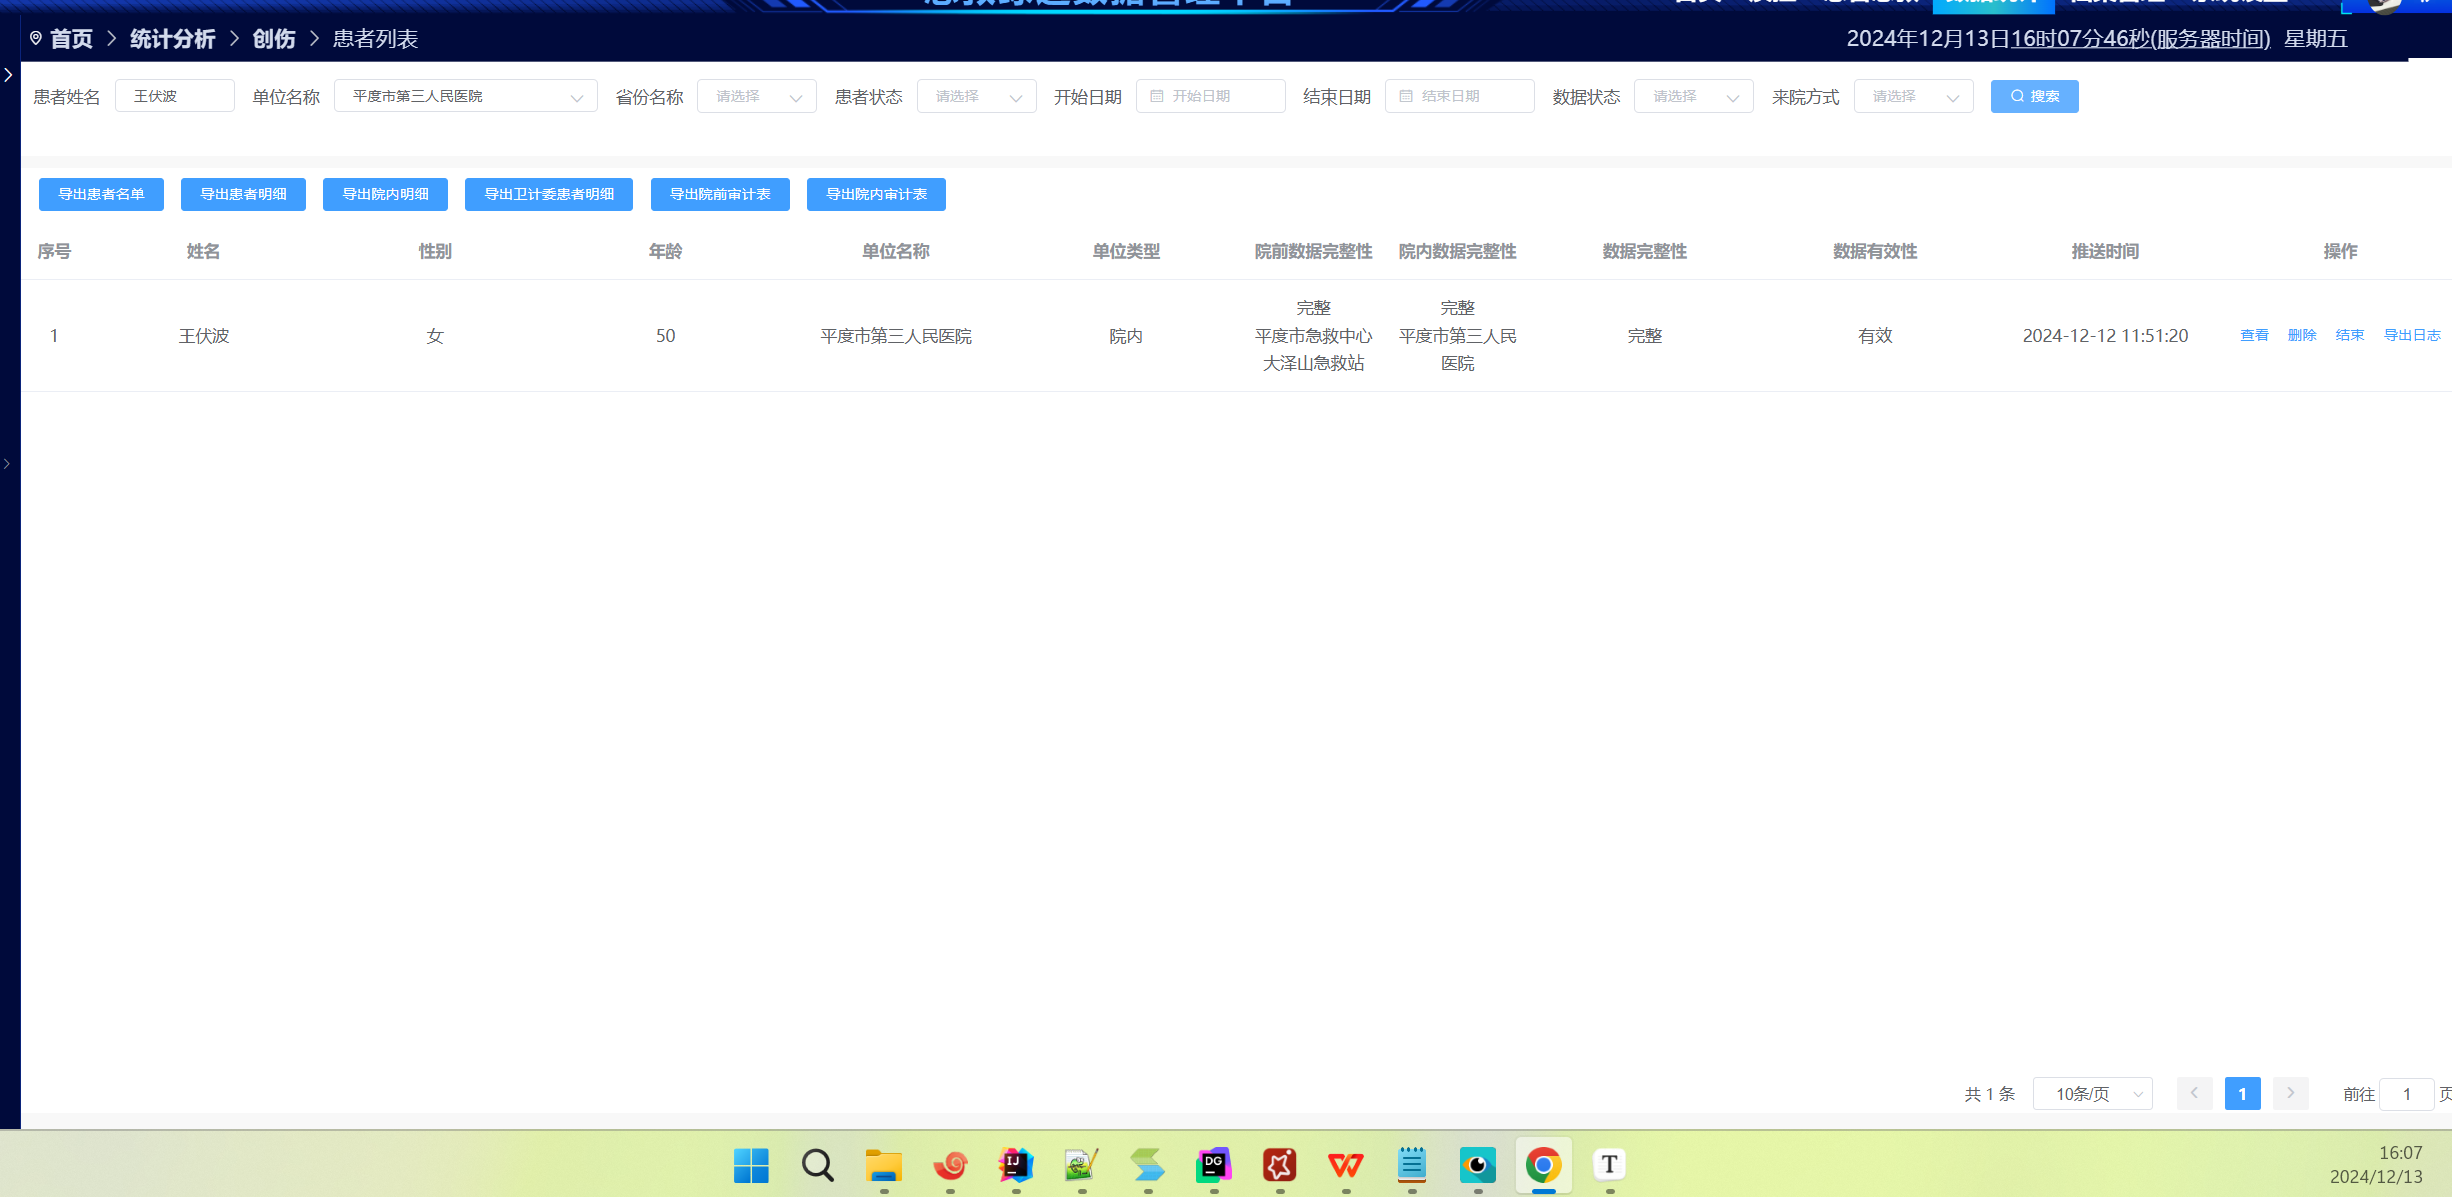 首页 > 统计分析 > 创伤 > 患者列表
2024年12月13日16时07分46秒(服务器时间) 星期五
患者姓名 王伏波 单位名称 平度市第三人民医院 省份名称 请选择 患者状态 请选择 开始日期 开始日期 结束日期 结束日期 数据状态 请选择 来院方式 请选择 搜索
导出患者名单 导出患者明细 导出院内明细 导出卫计委患者明细 导出院前审计表 导出院内审计表
序号 姓名 性别 年龄 单位名称 单位类型 院前数据完整性 院内数据完整性 数据完整性 数据有效性 推送时间 操作
完整 完整
1 王伏波 女 50 平度市第三人民医院 院内 平度市急救中心 平度市第三人民 完整 有效 2024-12-12 11:51:20 查看 删除 结束 导出日志
大泽山急救站 医院
共 1 条 10条/页 1 前往 1 页
IJ DG T
16:07
2024/12/13